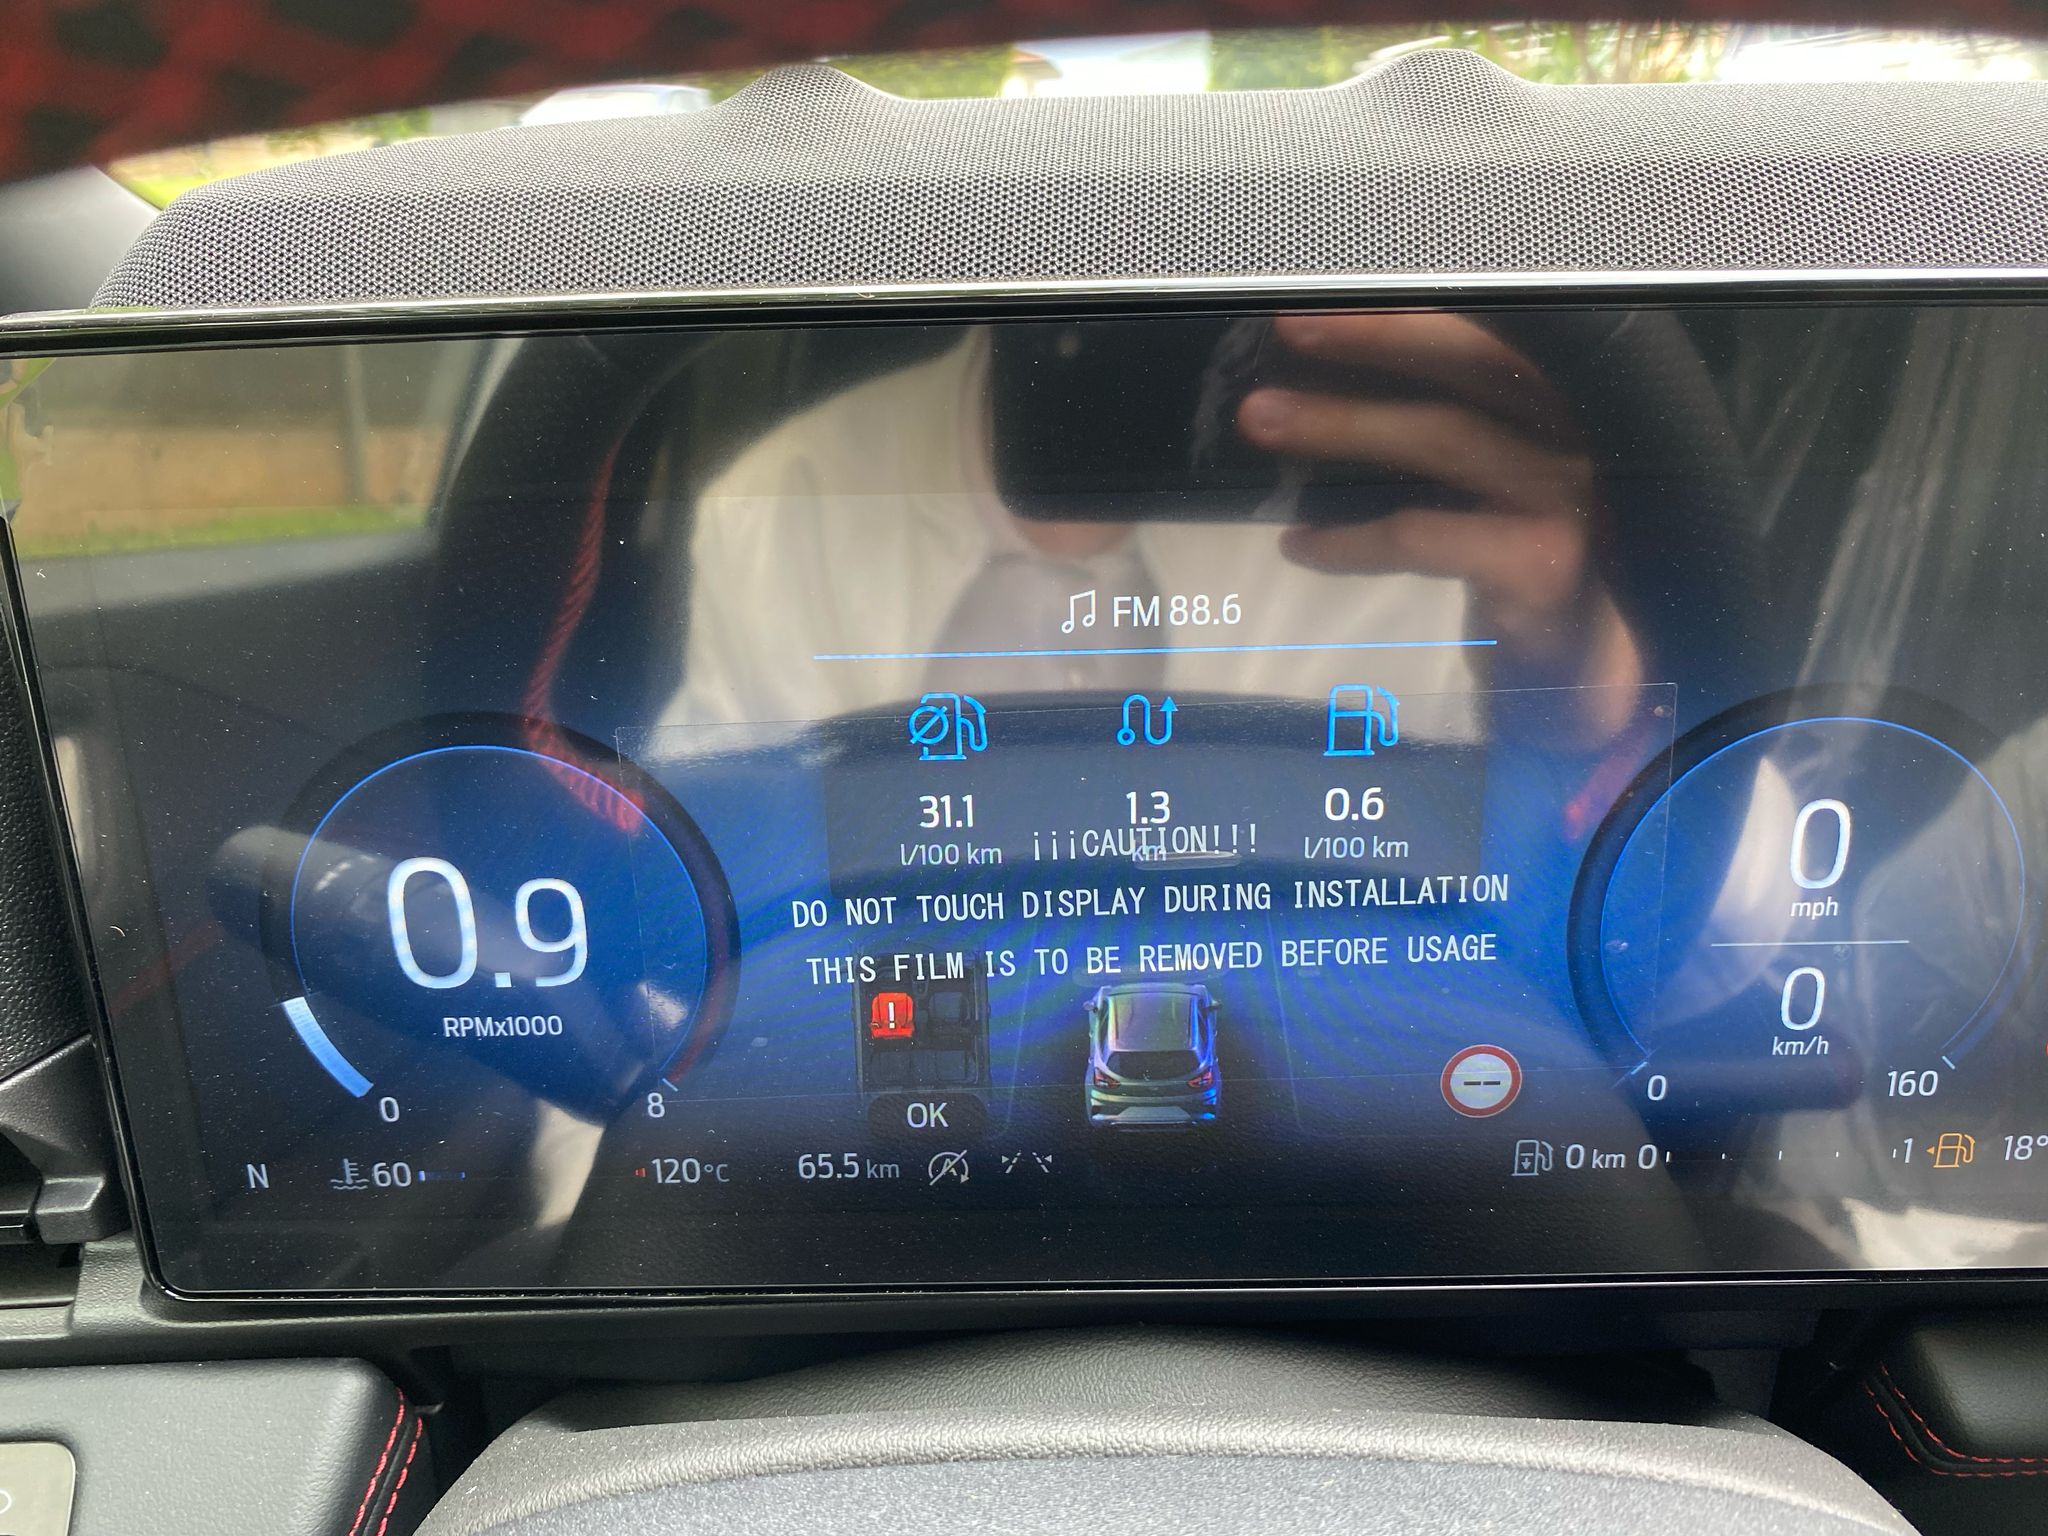 FM 88.6
31.1
l/100 km
1.3
km
0.6
l/100 km
¡¡¡CAUTION!!!
DO NOT TOUCH DISPLAY DURING INSTALLATION
THIS FILM IS TO BE REMOVED BEFORE USAGE
0.9
RPMx1000
0
8
0
mph
0
km/h
0
160
!
--
OK
N
60
120°C
65.5 km
A
0 km
0
1
18°